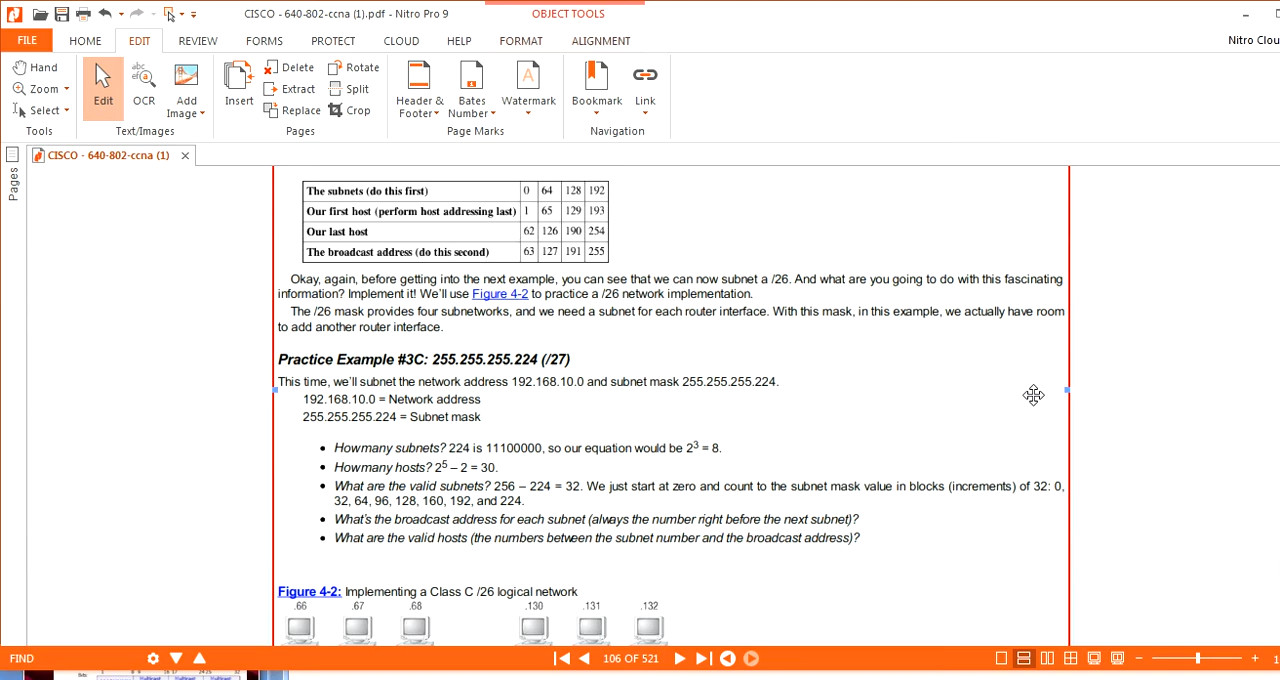 CISCO - 640-802-ccna (1).pdf - Nitro Pro 9
OBJECT TOOLS
FILE HOME EDIT REVIEW FORMS PROTECT CLOUD HELP FORMAT ALIGNMENT
Nitro Clou
Hand
Zoom
Select
Tools
Edit
abc
ef a
OCR
Add
Image
Text/Images
Insert
Delete
Extract
Replace
Rotate
Split
Crop
Pages
Header &
Footer
Bates
Number
A
Watermark
Page Marks
Bookmark
Link
Navigation
CISCO - 640-802-ccna (1)
Pages
The subnets (do this first) 0 64 128 192
Our first host (perform host addressing last) 1 65 129 193
Our last host 62 126 190 254
The broadcast address (do this second) 63 127 191 255
Okay, again, before getting into the next example, you can see that we can now subnet a /26. And what are you going to do with this fascinating
information? Implement it! We'll use Figure 4-2 to practice a /26 network implementation.
The /26 mask provides four subnetworks, and we need a subnet for each router interface. With this mask, in this example, we actually have room
to add another router interface.
Practice Example #3C: 255.255.255.224 (/27)
This time, we'll subnet the network address 192.168.10.0 and subnet mask 255.255.255.224.
192.168.10.0 = Network address
255.255.255.224 = Subnet mask
• Howmany subnets? 224 is 11100000, so our equation would be 2³ = 8.
• Howmany hosts? 2⁵ – 2 = 30.
• What are the valid subnets? 256 – 224 = 32. We just start at zero and count to the subnet mask value in blocks (increments) of 32: 0,
32, 64, 96, 128, 160, 192, and 224.
• What's the broadcast address for each subnet (always the number right before the next subnet)?
• What are the valid hosts (the numbers between the subnet number and the broadcast address)?
Figure 4-2: Implementing a Class C /26 logical network
.66 .67 .68 .130 .131 .132
FIND
106 OF 521
1